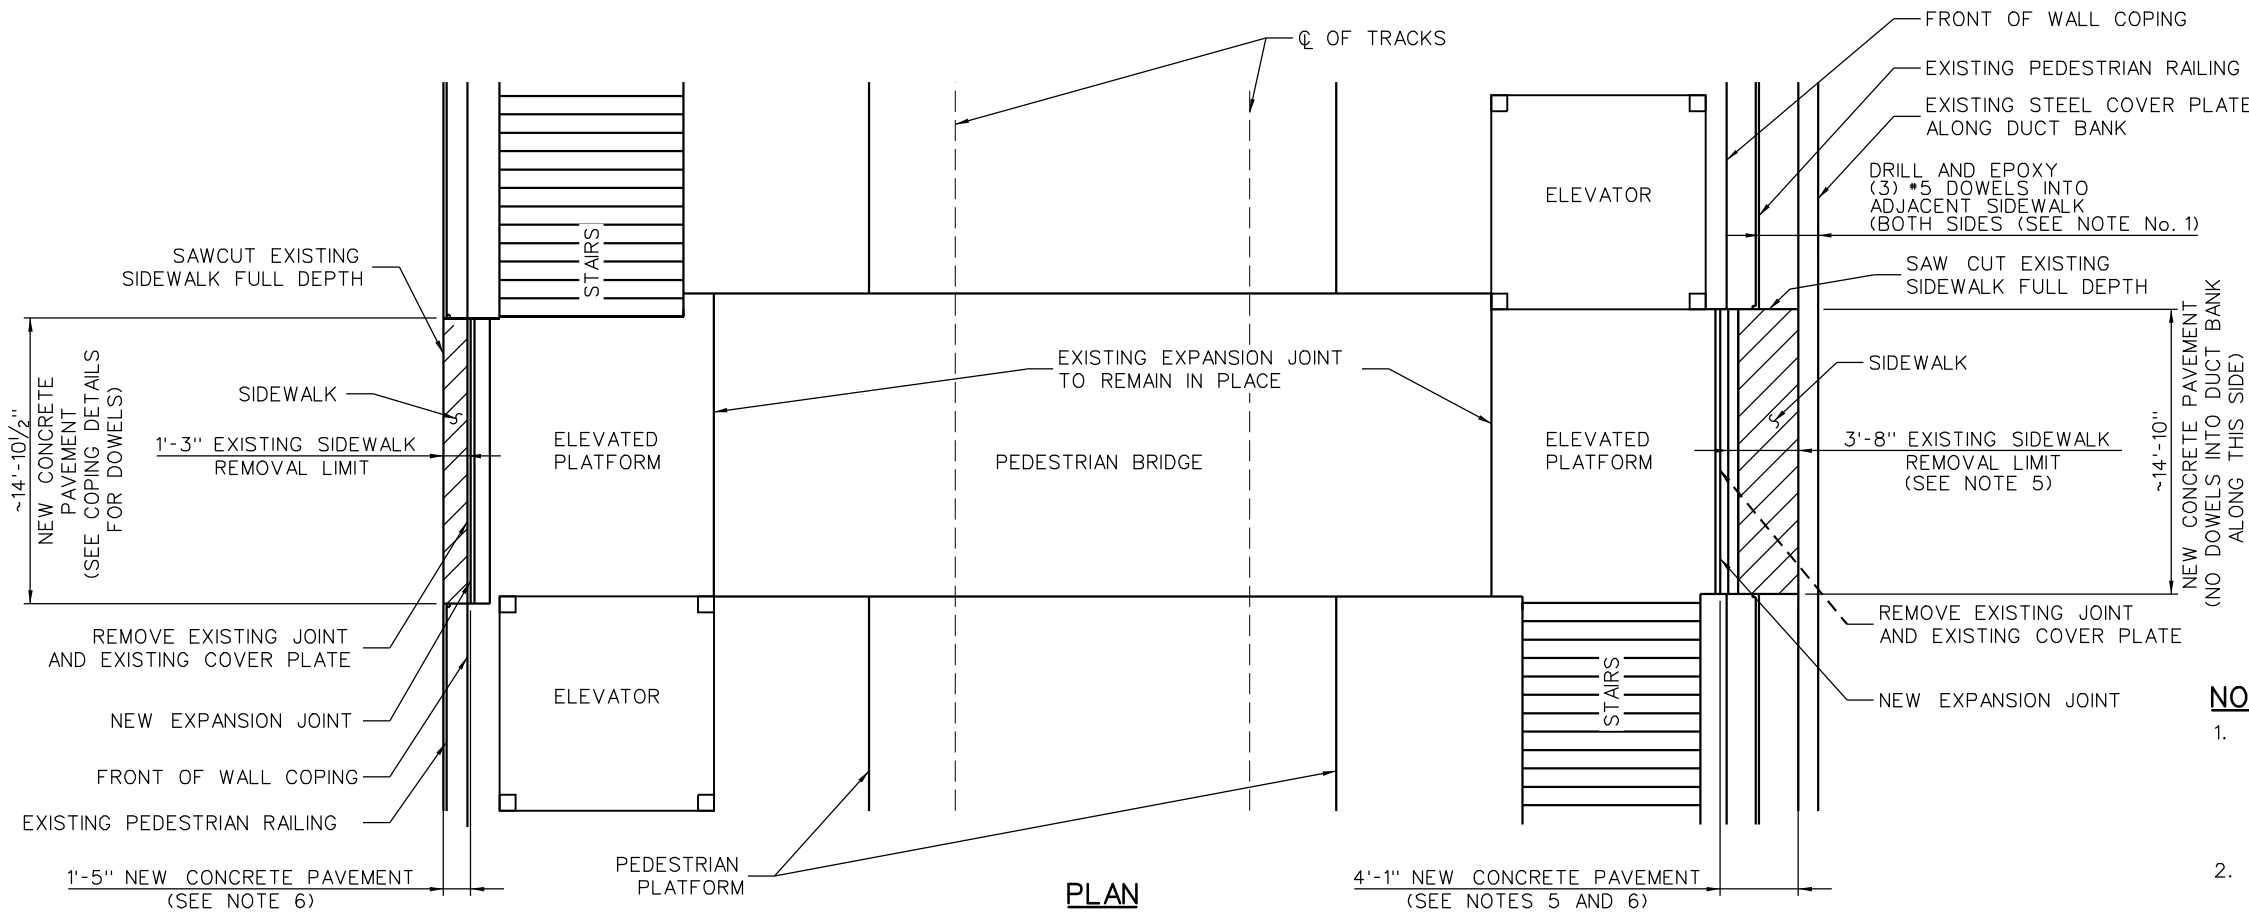 ℄ OF TRACKS
FRONT OF WALL COPING
EXISTING PEDESTRIAN RAILING
EXISTING STEEL COVER PLATE
ALONG DUCT BANK
DRILL AND EPOXY
(3) #5 DOWELS INTO
ADJACENT SIDEWALK
(BOTH SIDES (SEE NOTE No. 1)
SAW CUT EXISTING
SIDEWALK FULL DEPTH
SIDEWALK
3'-8" EXISTING SIDEWALK
REMOVAL LIMIT
(SEE NOTE 5)
~14'-10"
NEW CONCRETE PAVEMENT
(NO DOWELS INTO DUCT BANK
ALONG THIS SIDE)
REMOVE EXISTING JOINT
AND EXISTING COVER PLATE
NEW EXPANSION JOINT
4'-1" NEW CONCRETE PAVEMENT
(SEE NOTES 5 AND 6)
ELEVATOR
STAIRS
ELEVATED
PLATFORM
EXISTING EXPANSION JOINT
TO REMAIN IN PLACE
PEDESTRIAN BRIDGE
STAIRS
ELEVATED
PLATFORM
ELEVATOR
PEDESTRIAN
PLATFORM
SAWCUT EXISTING
SIDEWALK FULL DEPTH
SIDEWALK
1'-3" EXISTING SIDEWALK
REMOVAL LIMIT
~14'-10½"
NEW CONCRETE
PAVEMENT
(SEE COPING DETAILS
FOR DOWELS)
REMOVE EXISTING JOINT
AND EXISTING COVER PLATE
NEW EXPANSION JOINT
FRONT OF WALL COPING
EXISTING PEDESTRIAN RAILING
1'-5" NEW CONCRETE PAVEMENT
(SEE NOTE 6)
PLAN
NO
1.
2.